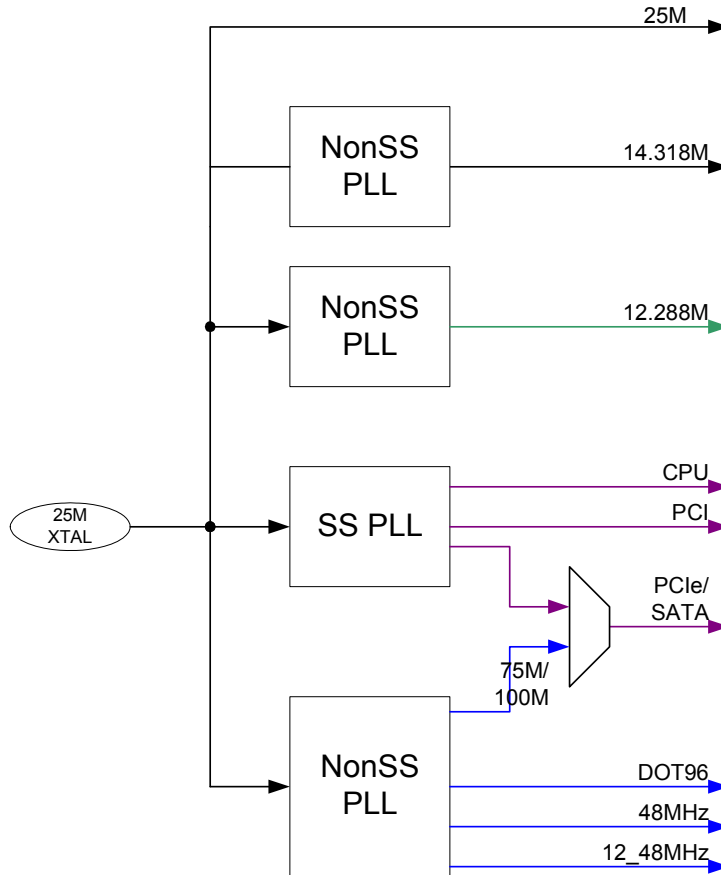 25M
NonSS
PLL
14.318M
NonSS
PLL
12.288M
25M
XTAL
SS PLL
CPU
PCI
PCIe/
SATA
75M/
100M
NonSS
PLL
DOT96
48MHz
12_48MHz